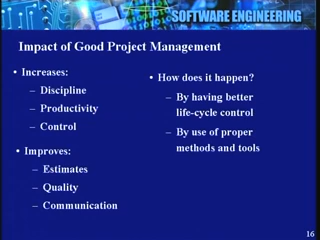 SOFTWARE ENGINEERING
Impact of Good Project Management
• Increases:
– Discipline
– Productivity
– Control
• Improves:
– Estimates
– Quality
– Communication
• How does it happen?
– By having better
life-cycle control
– By use of proper
methods and tools
16